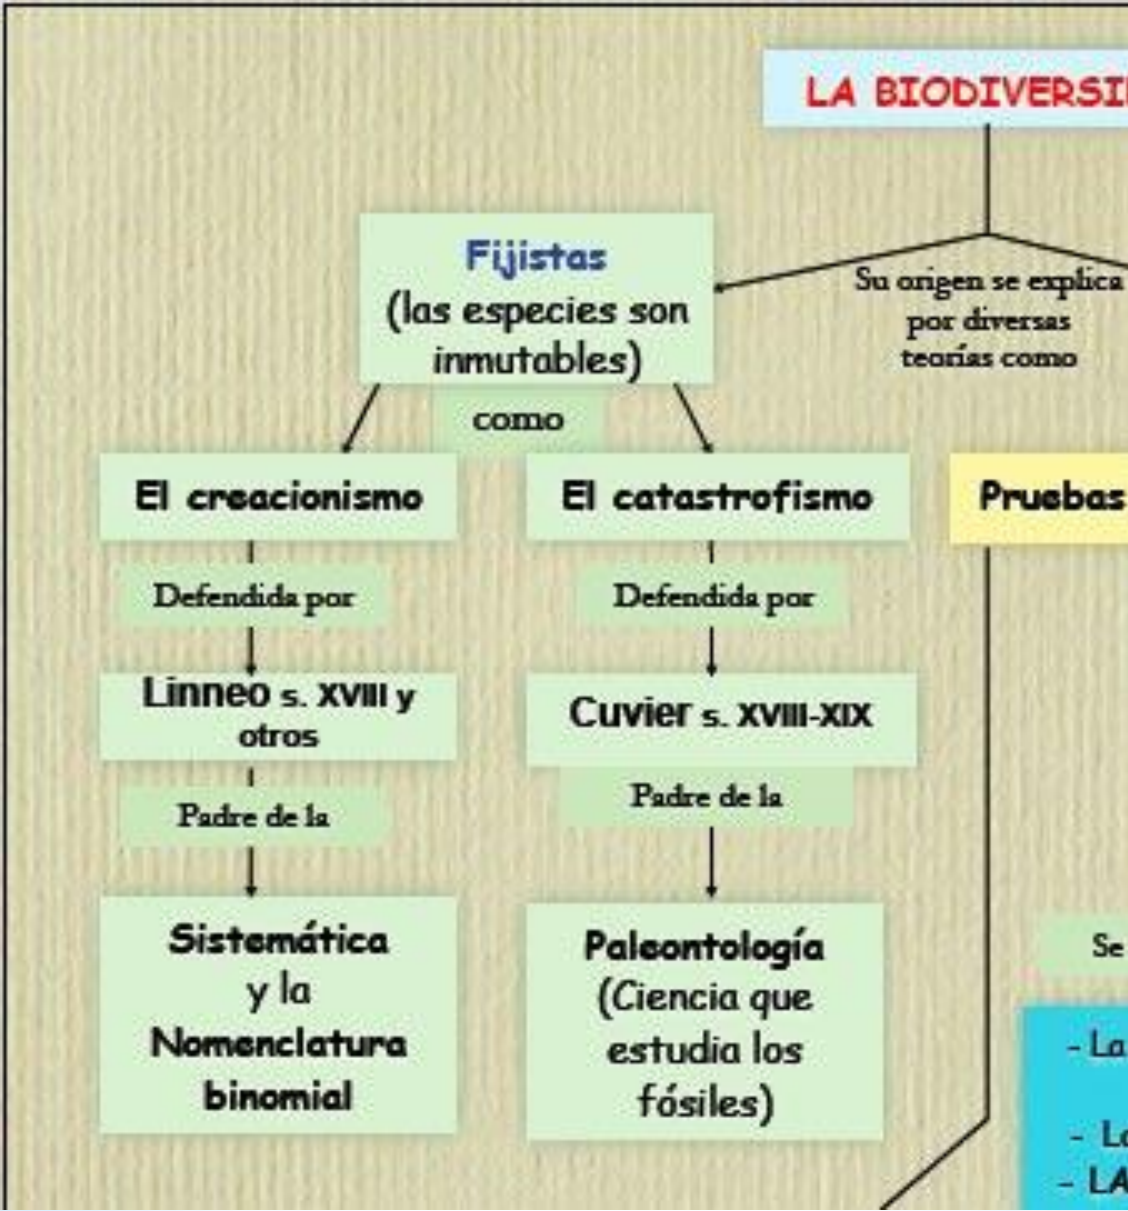 LA BIODIVERSI
Fijistas
(las especies son
inmutables)
Su origen se explica
por diversas
teorías como
como
El creacionismo
El catastrofismo
Pruebas
Defendida por
Defendida por
Linneo s. XVIII y
otros
Cuvier s. XVIII-XIX
Padre de la
Padre de la
Sistemática
y la
Nomenclatura
binomial
Paleontología
(Ciencia que
estudia los
fósiles)
Se
- La
-
- LA